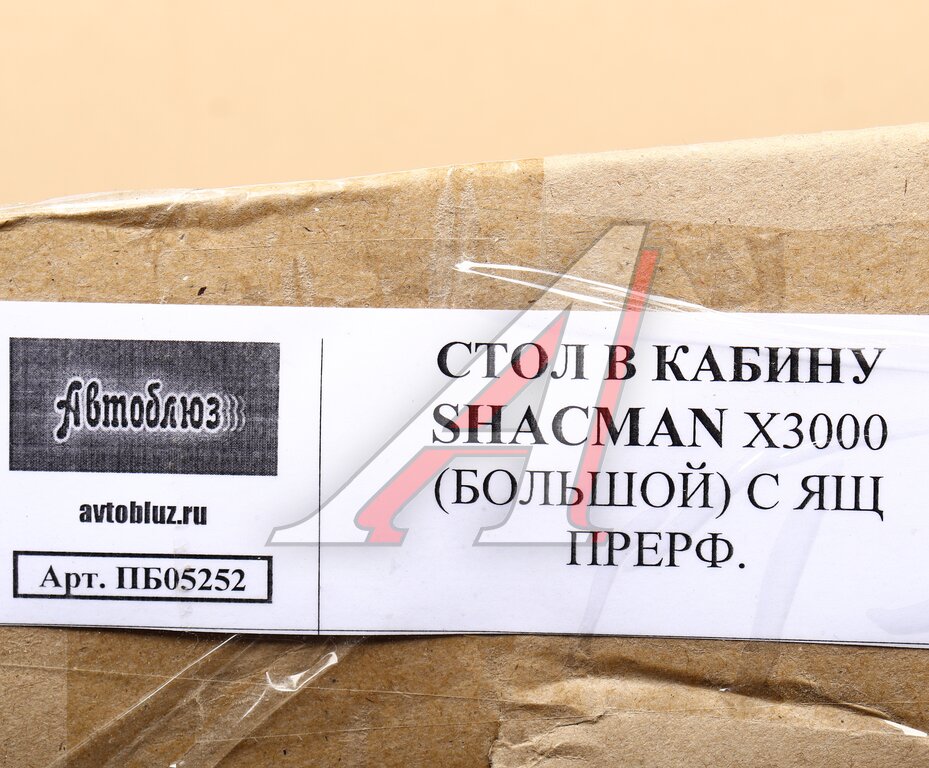 Автоблюз
avtobluz.ru
Арт. ПБ05252
СТОЛ В КАБИНУ
SHACMAN X3000
(БОЛЬШОЙ) С ЯЩ
ПРЕРФ.